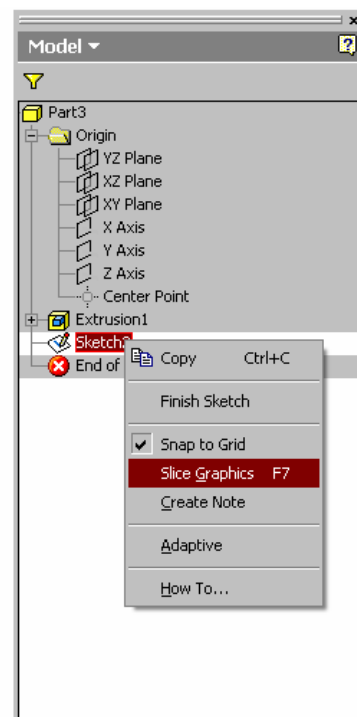 Model
Part3
Origin
YZ Plane
XZ Plane
XY Plane
X Axis
Y Axis
Z Axis
Center Point
Extrusion1
End of
Copy Ctrl+C
Finish Sketch
Snap to Grid
Slice Graphics F7
Create Note
Adaptive
How To...